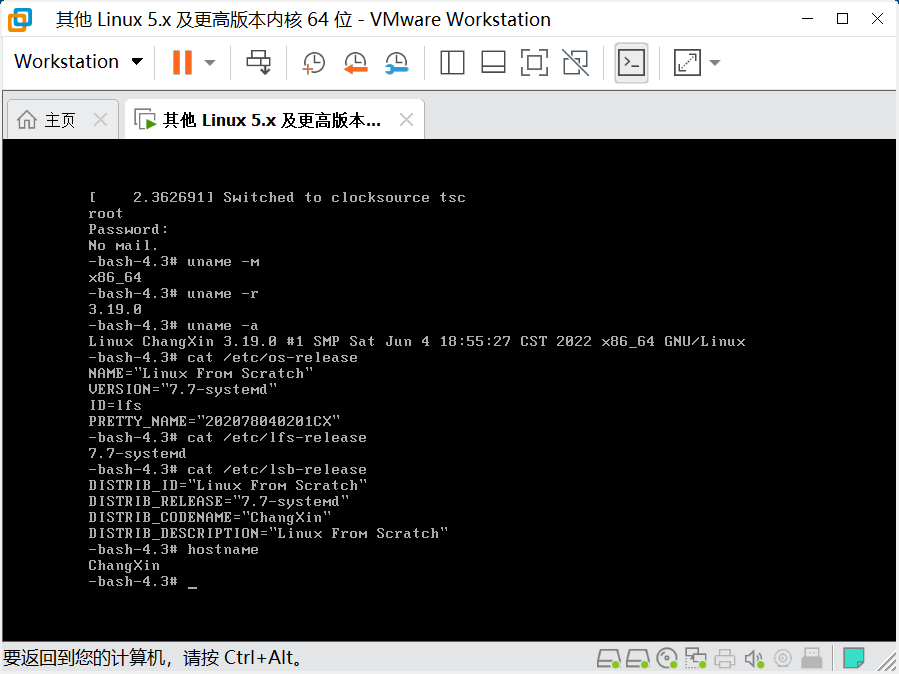 其他 Linux 5.x 及更高版本内核 64 位 - VMware Workstation
Workstation
主页
其他 Linux 5.x 及更高版本...
[    2.362691] Switched to clocksource tsc
root
Password:
No mail.
-bash-4.3# uname -m
x86_64
-bash-4.3# uname -r
3.19.0
-bash-4.3# uname -a
Linux ChangXin 3.19.0 #1 SMP Sat Jun 4 18:55:27 CST 2022 x86_64 GNU/Linux
-bash-4.3# cat /etc/os-release
NAME="Linux From Scratch"
VERSION="7.7-systemd"
ID=lfs
PRETTY_NAME="202078040201CX"
-bash-4.3# cat /etc/lfs-release
7.7-systemd
-bash-4.3# cat /etc/lsb-release
DISTRIB_ID="Linux From Scratch"
DISTRIB_RELEASE="7.7-systemd"
DISTRIB_CODENAME="ChangXin"
DISTRIB_DESCRIPTION="Linux From Scratch"
-bash-4.3# hostname
ChangXin
-bash-4.3# _
要返回到您的计算机，请按 Ctrl+Alt。